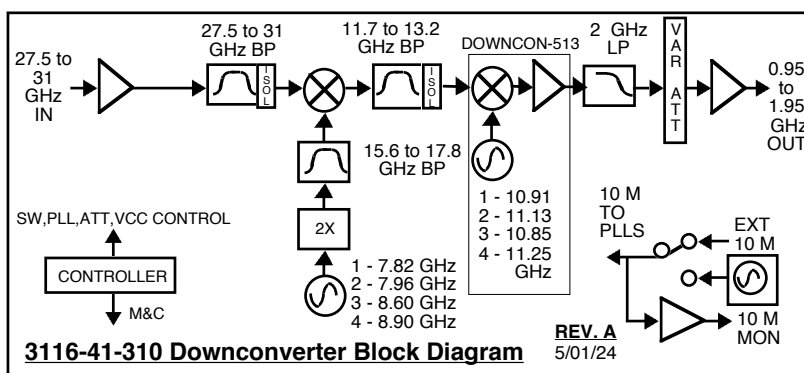 27.5 to
31
GHz
IN
27.5 to 31
GHz BP
ISOL
11.7 to 13.2
GHz BP
ISOL
DOWNCON-513
2 GHz
LP
VAR ATT
0.95
to
1.95
GHz
OUT
15.6 to 17.8
GHz BP
2X
1 - 7.82 GHz
2 - 7.96 GHz
3 - 8.60 GHz
4 - 8.90 GHz
1 - 10.91
2 - 11.13
3 - 10.85
4 - 11.25
GHz
SW,PLL,ATT,VCC CONTROL
CONTROLLER
M&C
10 M
TO
PLLS
EXT
10 M
10 M
MON
3116-41-310 Downconverter Block Diagram
REV. A
5/01/24